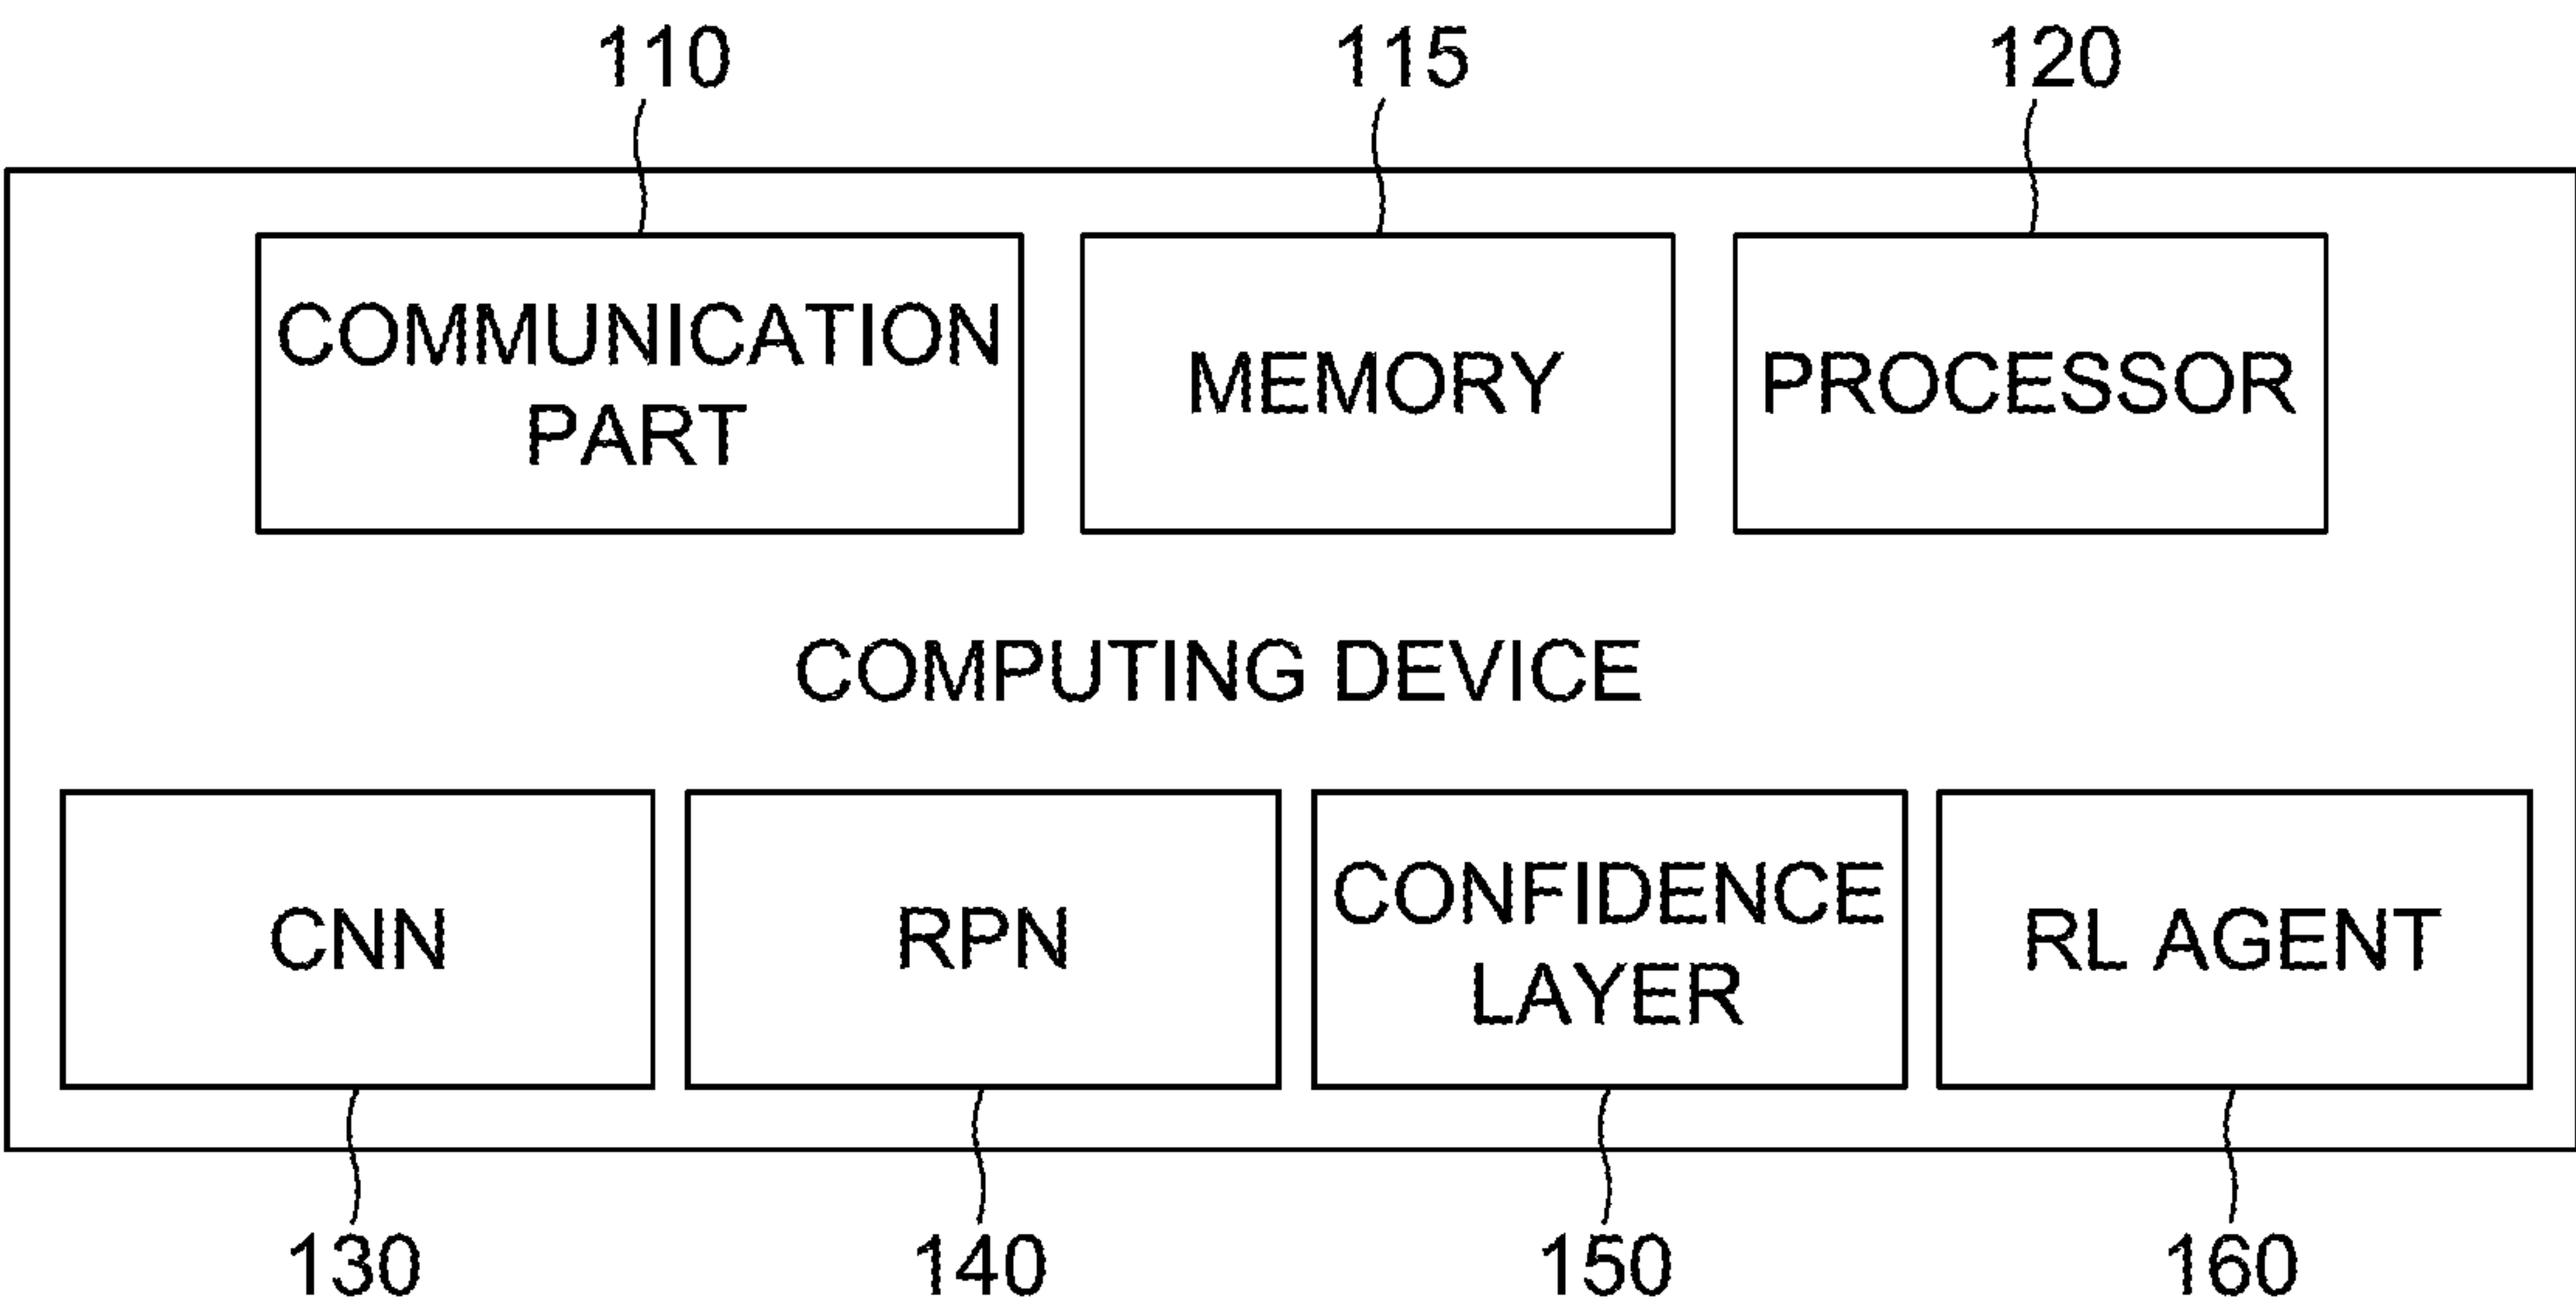 110
115
120
COMMUNICATION
PART
MEMORY
PROCESSOR
COMPUTING DEVICE
CNN
RPN
CONFIDENCE
LAYER
RL AGENT
130
140
150
160